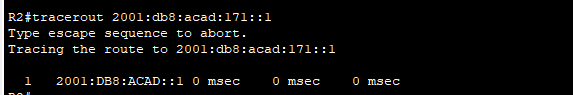 R2#tracerout 2001:db8:acad:171::1
Type escape sequence to abort.
Tracing the route to 2001:db8:acad:171::1
1 2001:DB8:ACAD::1 0 msec 0 msec 0 msec
R2#